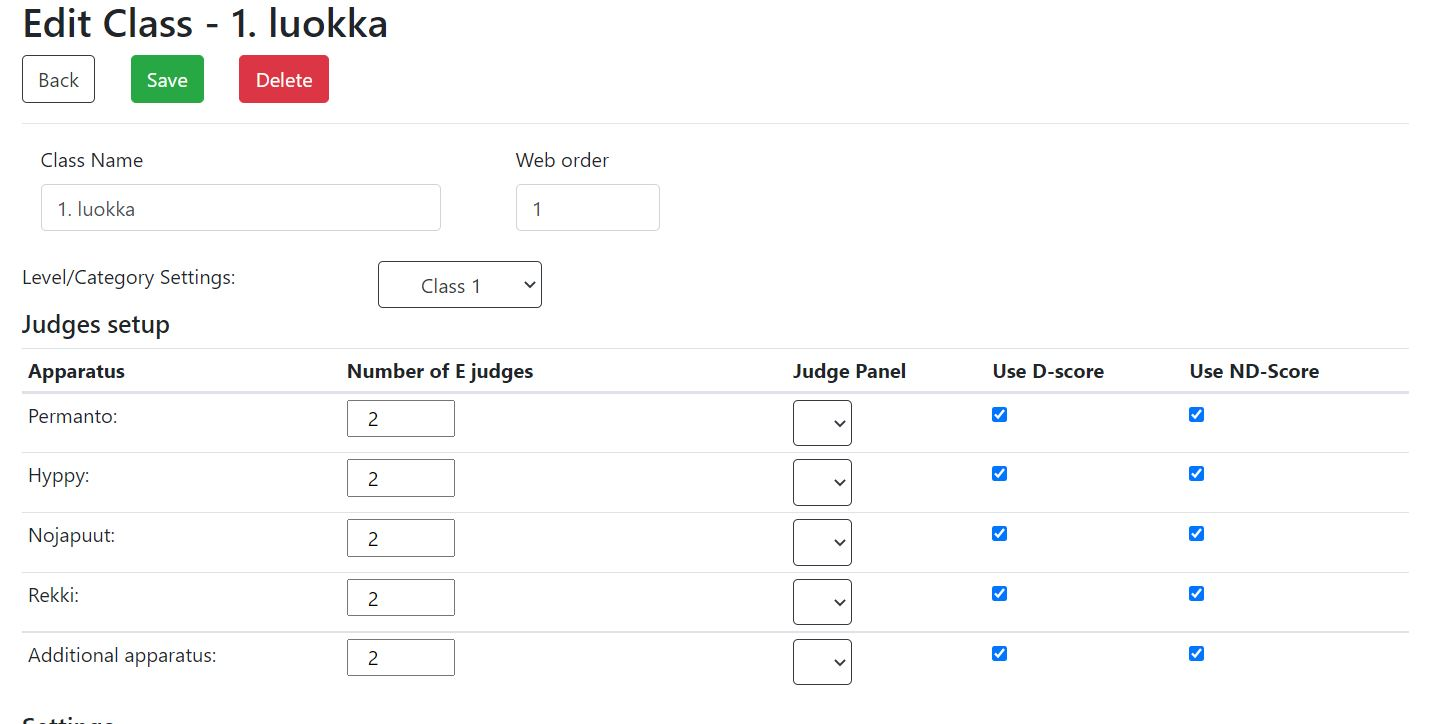 Edit Class - 1. luokka
Back Save Delete
Class Name Web order
1. luokka 1
Level/Category Settings: Class 1
Judges setup
Apparatus Number of E judges Judge Panel Use D-score Use ND-Score
Permanto: 2
Hyppy: 2
Nojapuut: 2
Rekki: 2
Additional apparatus: 2
Settings